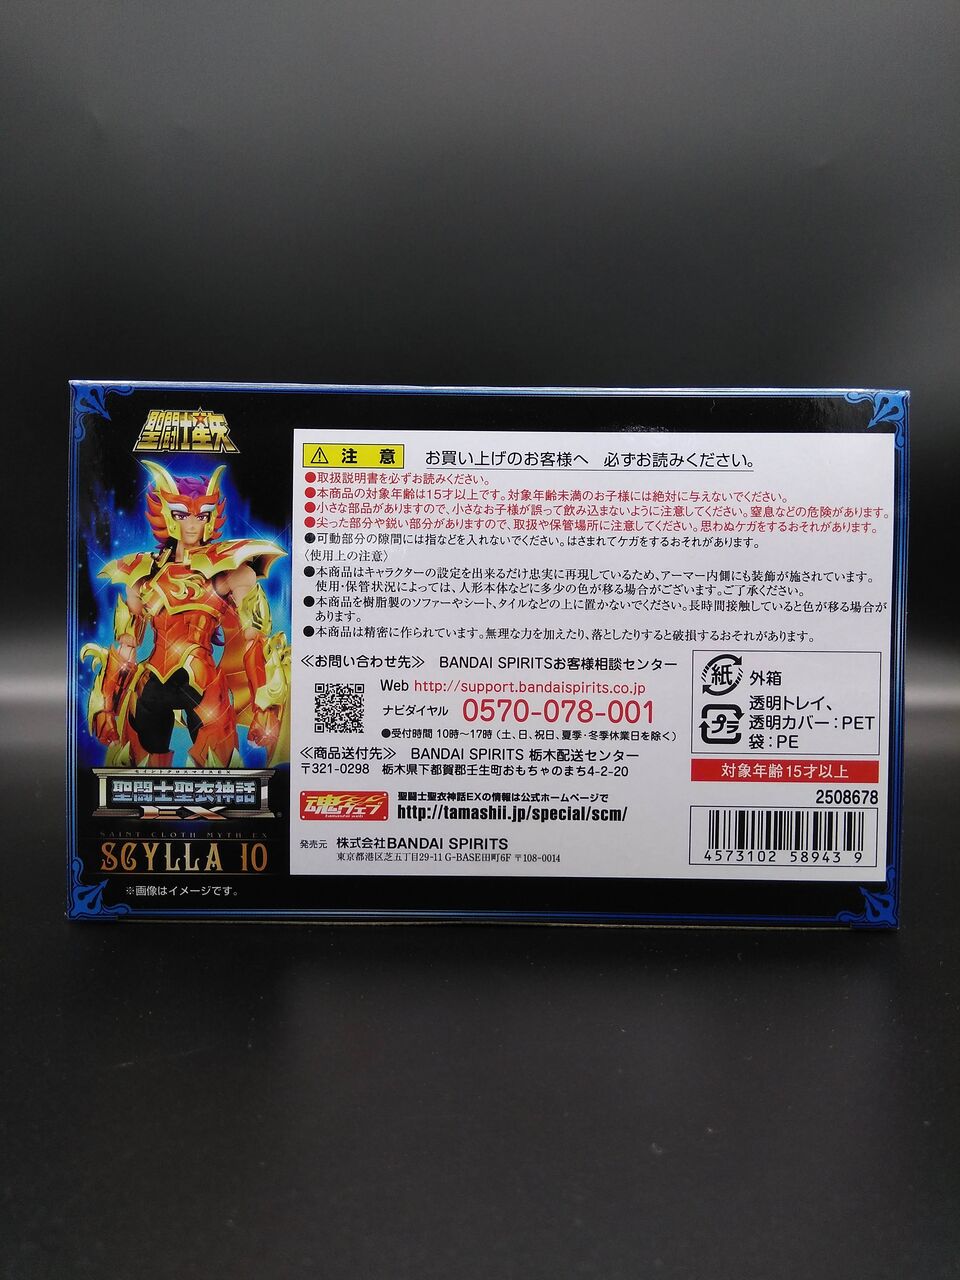 聖闘士星矢
注意 お買い上げのお客様へ 必ずお読みください。
●取扱説明書を必ずお読みください。
●本商品の対象年齢は15才以上です。対象年齢未満のお子様には絶対に与えないでください。
●小さな部品がありますので、小さなお子様が誤って飲み込まないように注意してください。窒息などの危険があります。
●尖った部分や鋭い部分がありますので、取扱や保管場所に注意してください。思わぬケガをするおそれがあります。
●可動部分の隙間には指などを入れないでください。はさまれてケガをするおそれがあります。
〈使用上の注意〉
●本商品はキャラクターの設定を出来るだけ忠実に再現しているため、アーマー内側にも装飾が施されています。
使用・保管状況によっては、人形本体などに多少の色が移る場合がございます。ご了承ください。
●本商品を樹脂製のソファーやシート、タイルなどの上に置かないでください。長時間接触していると色が移る場合が
あります。
●本商品は精密に作られています。無理な力を加えたり、落としたりすると破損するおそれがあります。
≪お問い合わせ先≫ BANDAI SPIRITSお客様相談センター
Web http://support.bandaispirits.co.jp
ナビダイヤル 0570-078-001
●受付時間 10時～17時(土、日、祝日、夏季・冬季休業日を除く)
≪商品送付先≫ BANDAI SPIRITS 栃木配送センター
〒321-0298 栃木県下都賀郡壬生町おもちゃのまち4-2-20
魂ウェブ
tamashii web
聖闘士聖衣神話EXの情報は公式ホームページで
http://tamashii.jp/special/scm/
発売元 株式会社BANDAI SPIRITS
東京都港区芝五丁目29-11 G-BASE田町6F 〒108-0014
紙 外箱
プラ 透明トレイ、
透明カバー：PET
袋：PE
対象年齢15才以上
2508678
4573102 58943 9
セイントクロスマイスEX
聖闘士聖衣神話
EX
SAINT CLOTH MYTH EX
SCYLLA IO
※画像はイメージです。